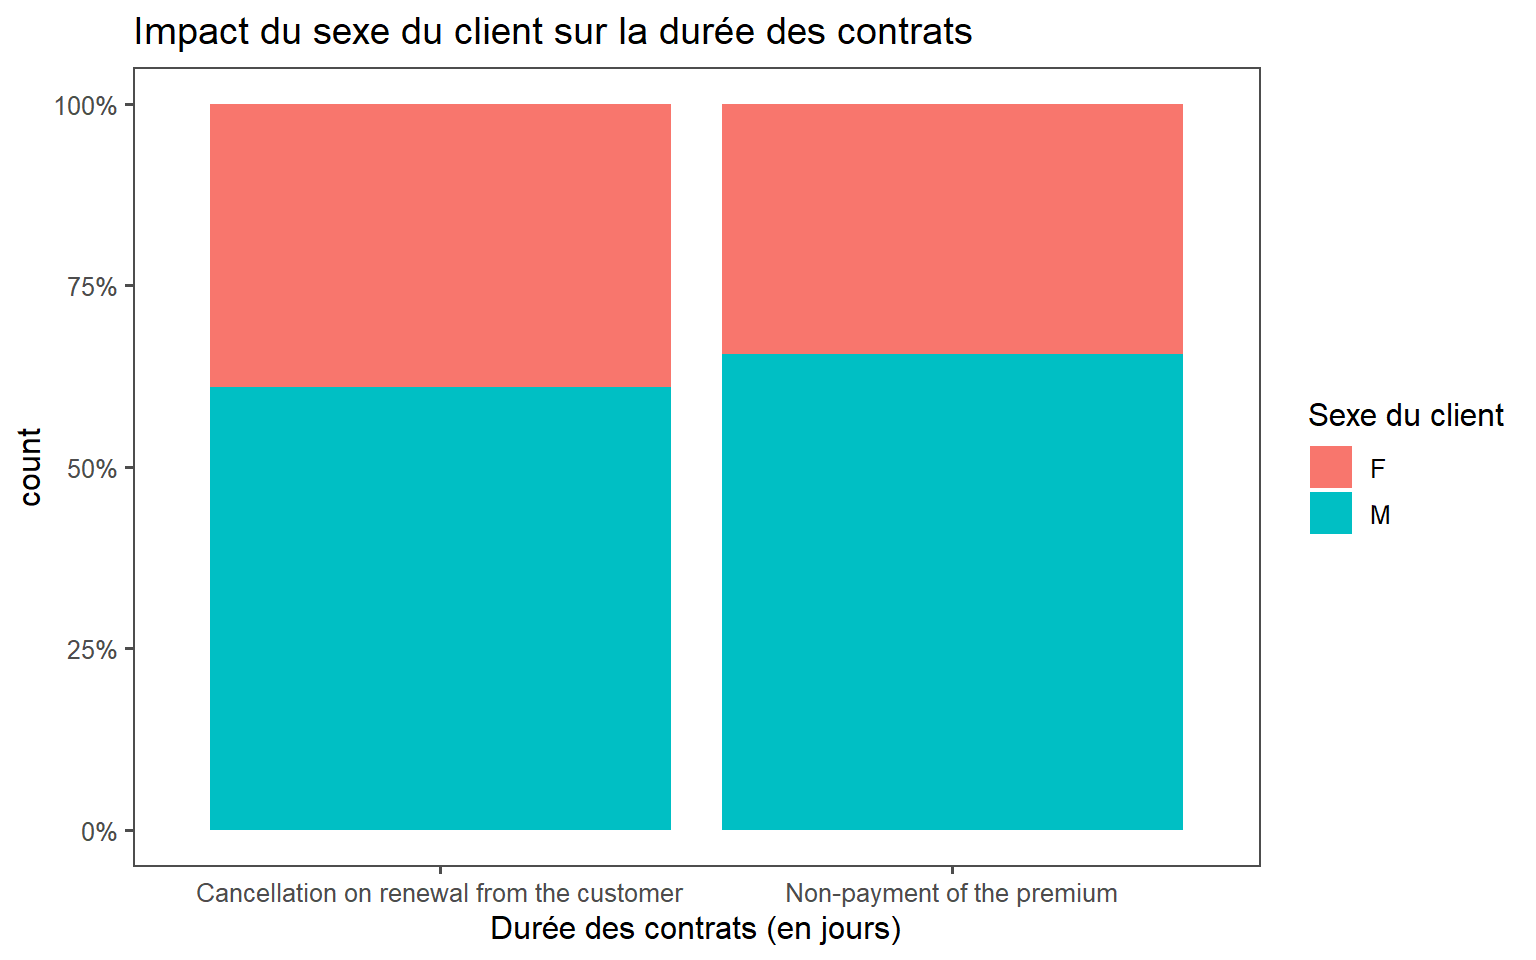 Impact du sexe du client sur la durée des contrats
100%
75%
50%
25%
0%
count
Cancellation on renewal from the customer
Non-payment of the premium
Durée des contrats (en jours)
Sexe du client
F
M